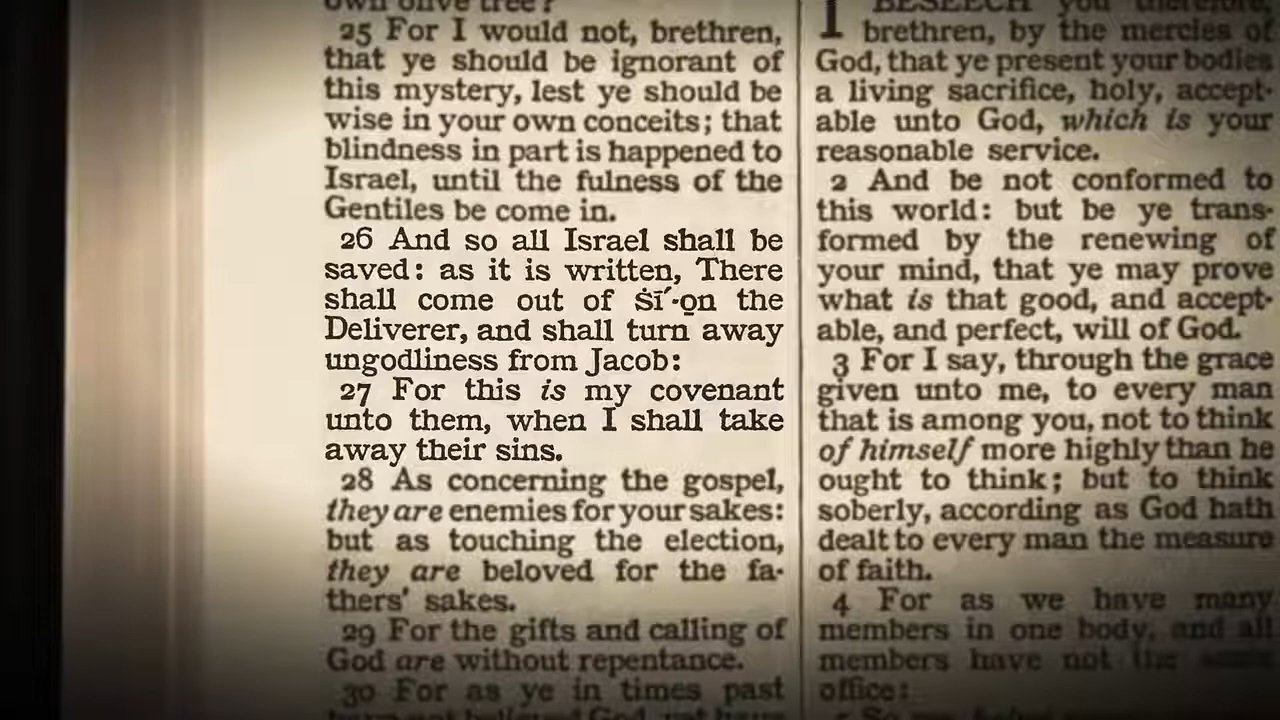 own olive tree?
25 For I would not, brethren,
that ye should be ignorant of
this mystery, lest ye should be
wise in your own conceits; that
blindness in part is happened to
Israel, until the fulness of the
Gentiles be come in.
26 And so all Israel shall be
saved: as it is written, There
shall come out of ṡī´-o̱n the
Deliverer, and shall turn away
ungodliness from Jacob:
27 For this is my covenant
unto them, when I shall take
away their sins.
28 As concerning the gospel,
they are enemies for your sakes:
but as touching the election,
they are beloved for the fa-
thers' sakes.
29 For the gifts and calling of
God are without repentance.
30 For as ye in times past
I BESEECH you therefore,
brethren, by the mercies of
God, that ye present your bodies
a living sacrifice, holy, accept-
able unto God, which is your
reasonable service.
2 And be not conformed to
this world: but be ye trans-
formed by the renewing of
your mind, that ye may prove
what is that good, and accept-
able, and perfect, will of God.
3 For I say, through the grace
given unto me, to every man
that is among you, not to think
of himself more highly than he
ought to think; but to think
soberly, according as God hath
dealt to every man the measure
of faith.
4 For as we have many
members in one body, and all
members have not the same
office: